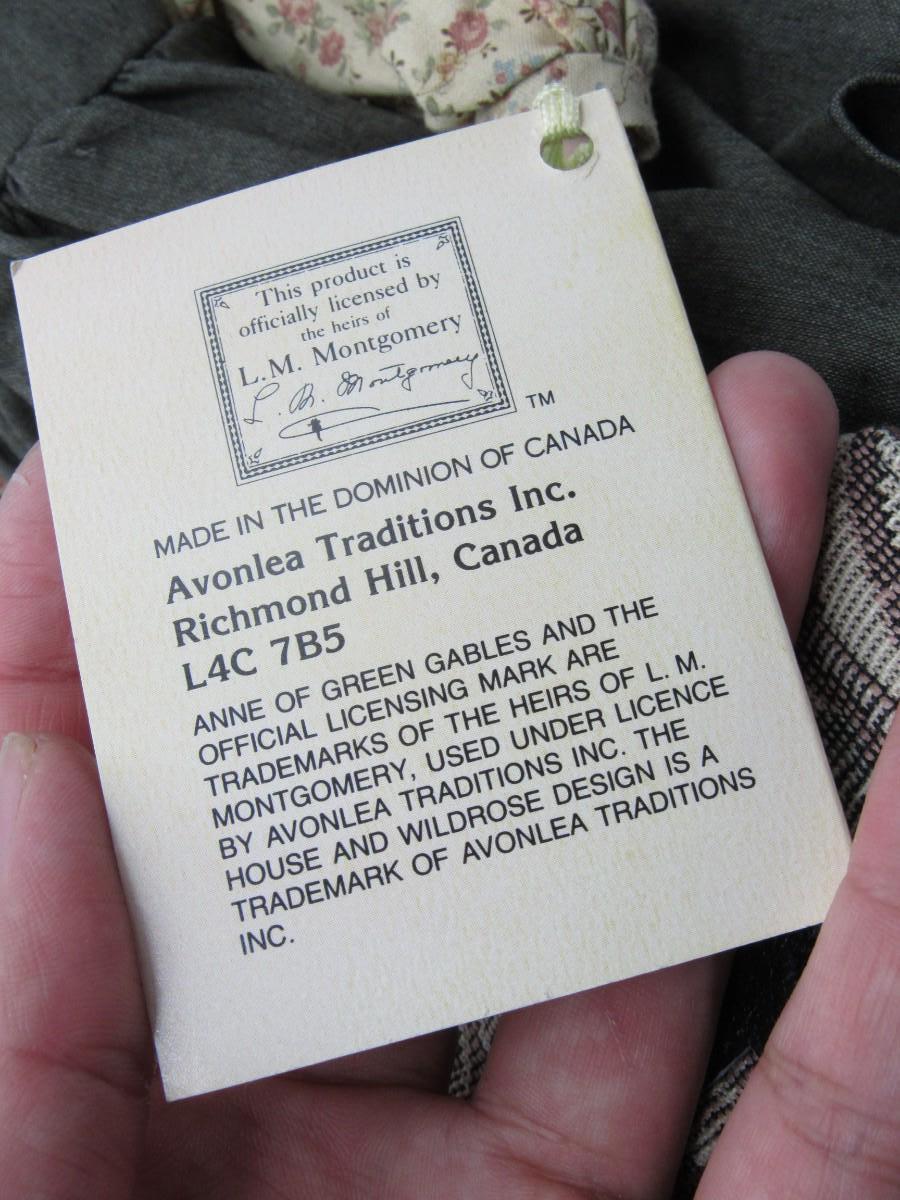 This product is
officially licensed by
the heirs of
L.M. Montgomery
L. M. Montgomery
TM
MADE IN THE DOMINION OF CANADA
Avonlea Traditions Inc.
Richmond Hill, Canada
L4C 7B5
ANNE OF GREEN GABLES AND THE
OFFICIAL LICENSING MARK ARE
TRADEMARKS OF THE HEIRS OF L. M.
MONTGOMERY, USED UNDER LICENCE
BY AVONLEA TRADITIONS INC. THE
HOUSE AND WILDROSE DESIGN IS A
TRADEMARK OF AVONLEA TRADITIONS
INC.